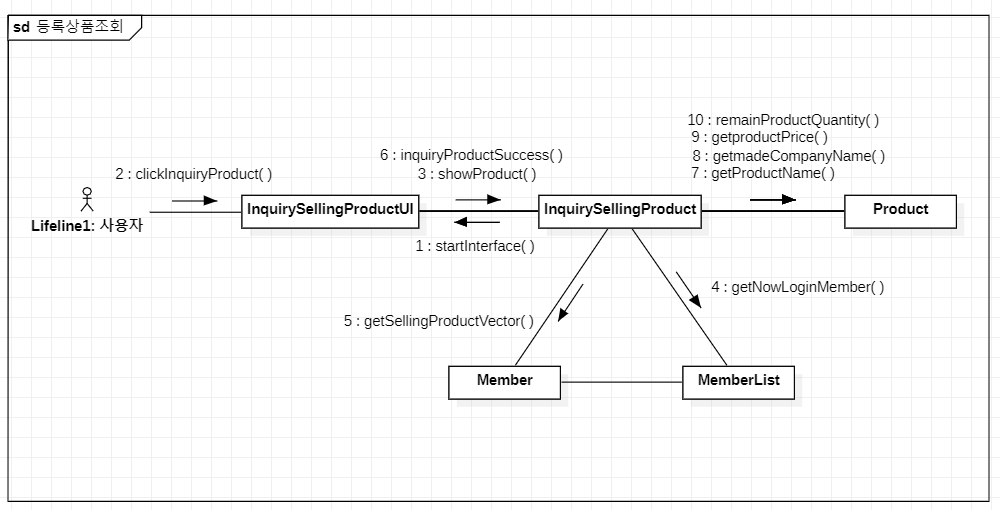 sd 등록상품조회
10 : remainProductQuantity( )
9 : getproductPrice( )
8 : getmadeCompanyName( )
7 : getProductName( )
6 : inquiryProductSuccess( )
3 : showProduct( )
2 : clickInquiryProduct( )
Lifeline1: 사용자
InquirySellingProductUI
InquirySellingProduct
Product
1 : startInterface( )
4 : getNowLoginMember( )
5 : getSellingProductVector( )
Member
MemberList